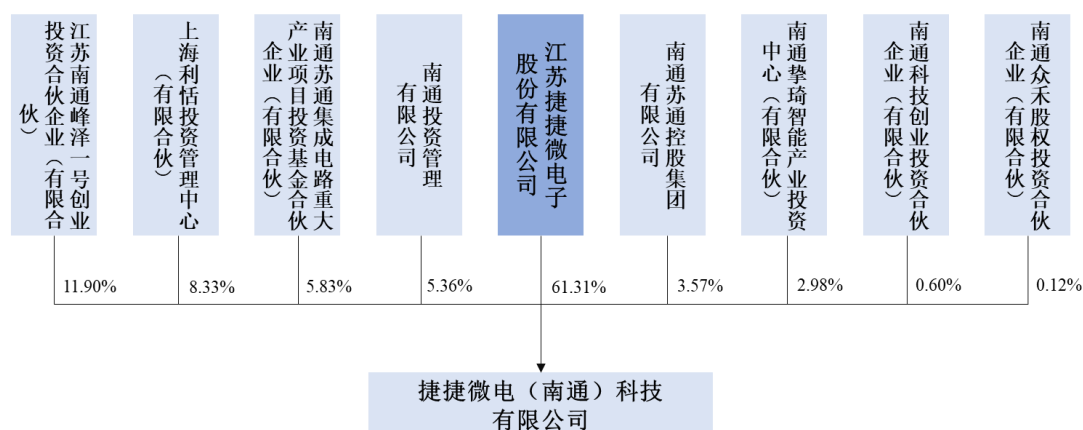 江苏南通峰泽一号创业
投资合伙企业（有限合
伙）
上海利恬投资管理中心
（有限合伙）
南通苏通集成电路重大
产业项目投资基金合伙
企业（有限合伙）
南通投资管理
有限公司
江苏捷捷微电子
股份有限公司
南通苏通控股集团
有限公司
南通挚琦智能产业投资
中心（有限合伙）
南通科技创业投资合伙
企业（有限合伙）
南通众禾股权投资合伙
企业（有限合伙）
11.90%
8.33%
5.83%
5.36%
61.31%
3.57%
2.98%
0.60%
0.12%
捷捷微电（南通）科技
有限公司